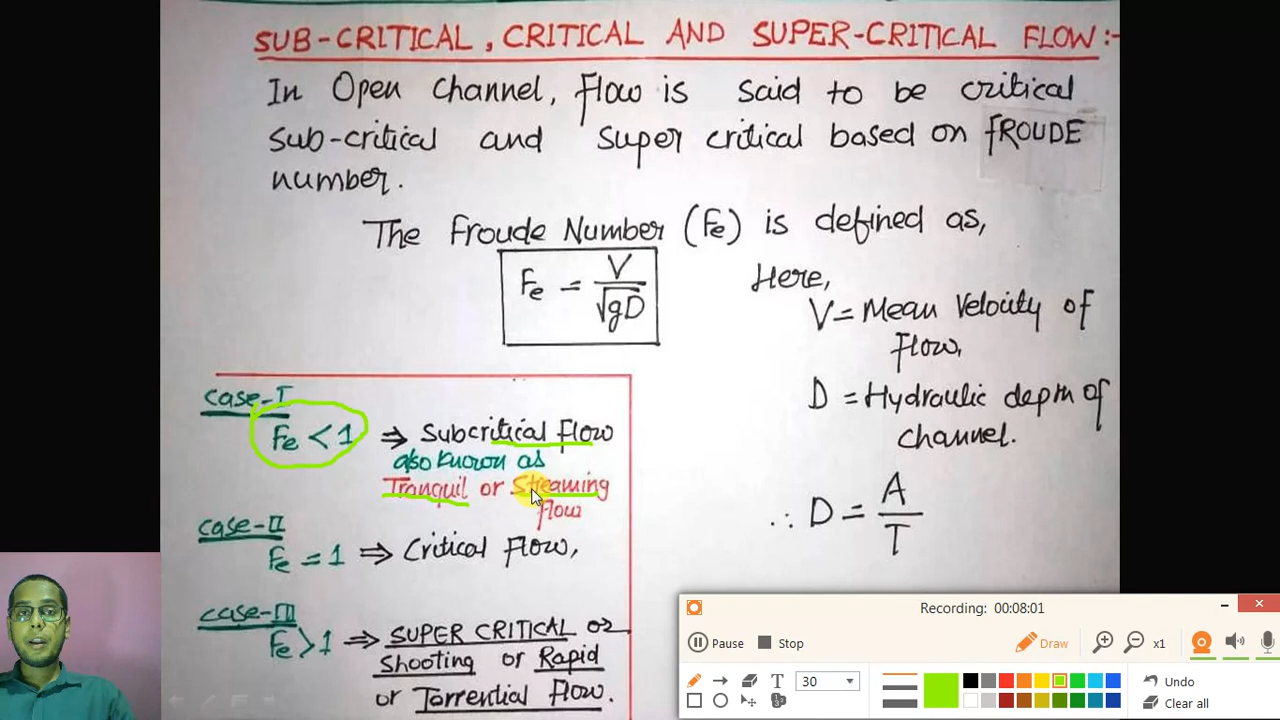 SUB-CRITICAL, CRITICAL AND SUPER-CRITICAL FLOW:-
In Open Channel, Flow is said to be critical
sub-critical and super critical based on FROUDE
number.
The Froude Number (Fe) is defined as,
Fe = V/√gD
Here,
V = Mean Velocity of
Flow,
D = Hydraulic depth of
channel.
∴ D = A/T
case-I
Fe < 1 ⇒ Subcritical Flow
also known as
Tranquil or Streaming
flow
case-II
Fe = 1 ⇒ Critical Flow,
case-III
Fe > 1 ⇒ SUPER CRITICAL or
Shooting or Rapid
or Torrential Flow.
Recording: 00:08:01
Pause Stop Draw x1
T 30 Undo
Clear all